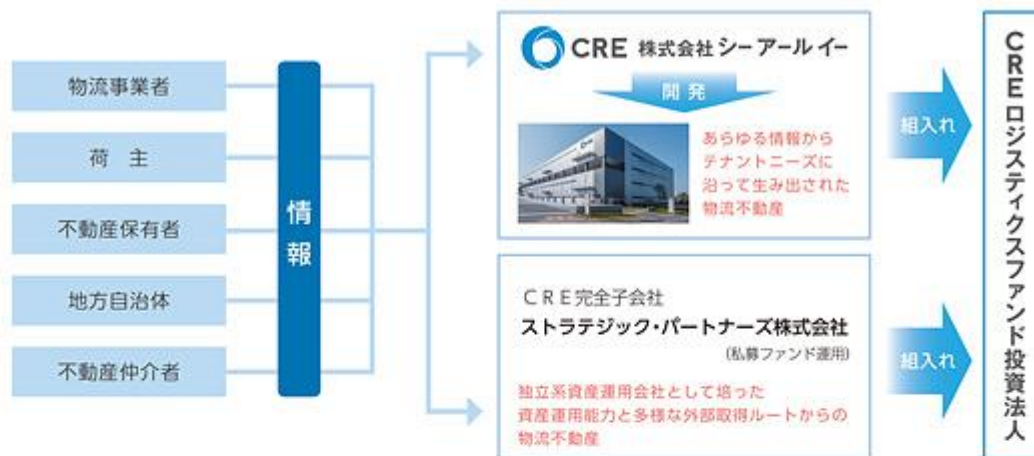 物流事業者
荷 主
不動産保有者
地方自治体
不動産仲介者
情報
CRE 株式会社 シーアールイー
開発
あらゆる情報から
テナントニーズに
沿って生み出された
物流不動産
組入れ
CRE完全子会社
ストラテジック・パートナーズ株式会社
(私募ファンド運用)
独立系資産運用会社として培った
資産運用能力と多様な外部取得ルートからの
物流不動産
組入れ
CREロジスティクスファンド投資法人